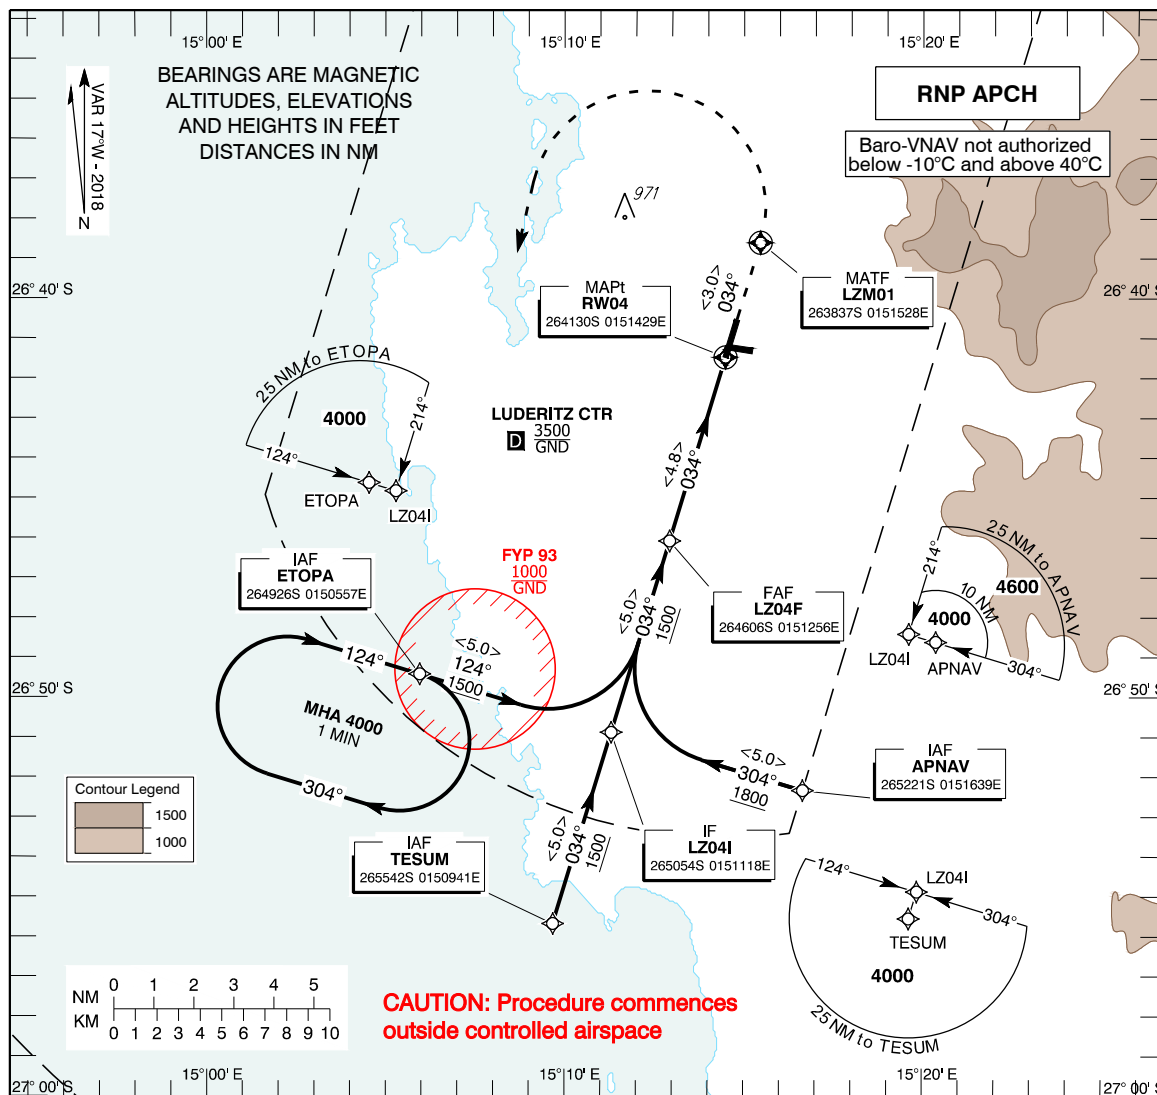 15° 00' E
15° 10' E
15° 20' E
BEARINGS ARE MAGNETIC
ALTITUDES, ELEVATIONS
AND HEIGHTS IN FEET
DISTANCES IN NM
VAR 17°W - 2018
N
RNP APCH
Baro-VNAV not authorized
below -10°C and above 40°C
971
26° 40' S
26° 40' S
MAPt
RW04
264130S 0151429E
MATF
LZM01
263837S 0151528E
<3.0>
034°
25 NM to ETOPA
4000
214°
124°
ETOPA
LZ04I
LUDERITZ CTR
D
3500
GND
<4.8>
034°
FYP 93
1000
GND
IAF
ETOPA
264926S 0150557E
FAF
LZ04F
264606S 0151256E
25 NM to APNAV
4600
10 NM
4000
214°
304°
LZ04I
APNAV
<5.0>
034°
1500
124°
<5.0>
124°
1500
26° 50' S
26° 50' S
MHA 4000
1 MIN
304°
<5.0>
304°
1800
IAF
APNAV
265221S 0151639E
Contour Legend
1500
1000
IAF
TESUM
265542S 0150941E
<5.0>
034°
1500
IF
LZ04I
265054S 0151118E
124°
LZ04I
304°
TESUM
4000
25 NM to TESUM
NM
0 1 2 3 4 5
KM
0 1 2 3 4 5 6 7 8 9 10
CAUTION: Procedure commences
outside controlled airspace
15° 00' E
15° 10' E
15° 20' E
27° 00' S
27° 00' S